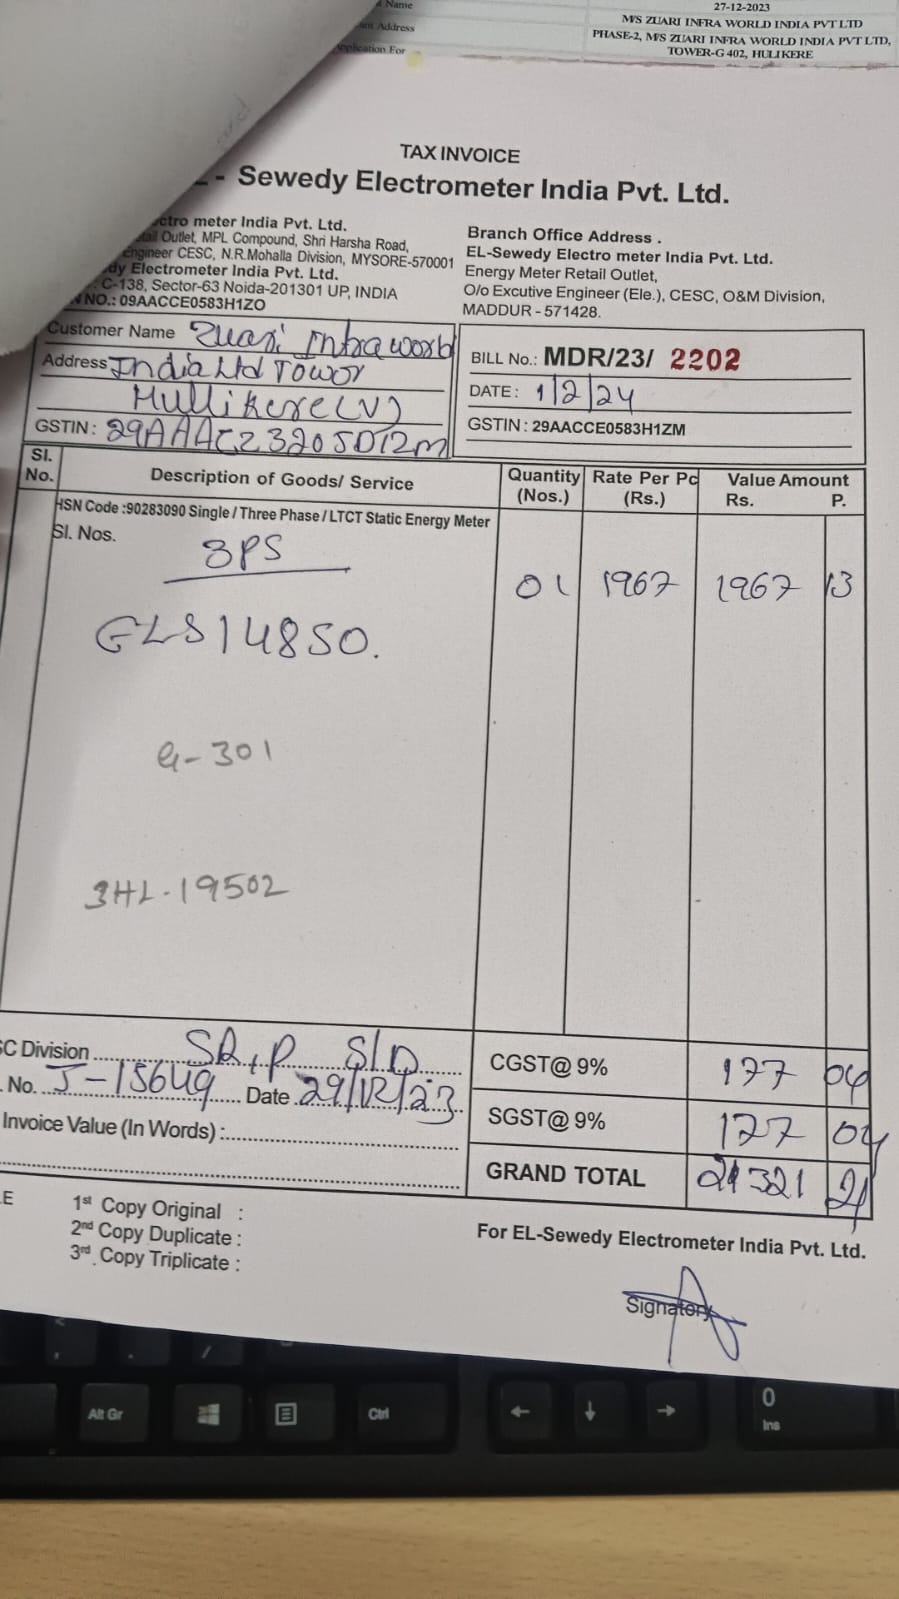 Name
27-12-2023
M/S ZUARI INFRA WORLD INDIA PVT LTD
Address
PHASE-2, M/S ZUARI INFRA WORLD INDIA PVT LTD,
TOWER-G 402, HULIKERE
Application For
TAX INVOICE
- Sewedy Electrometer India Pvt. Ltd.
ctro meter India Pvt. Ltd.
tail Outlet, MPL Compound, Shri Harsha Road,
Engineer CESC, N.R.Mohalla Division, MYSORE-570001
dy Electrometer India Pvt. Ltd.
C-138, Sector-63 Noida-201301 UP, INDIA
NO.: 09AACCE0583H1ZO
Branch Office Address .
EL-Sewedy Electro meter India Pvt. Ltd.
Energy Meter Retail Outlet,
O/o Excutive Engineer (Ele.), CESC, O&M Division,
MADDUR - 571428.
Customer Name Zuari Infra world
Address India Ltd Towor
Hullikere (V)
GSTIN :
BILL No.: MDR/23/ 2202
DATE : 1/2/24
GSTIN : 29AACCE0583H1ZM
Sl. No. Description of Goods/ Service Quantity (Nos.) Rate Per Pc (Rs.) Value Amount Rs. P.
HSN Code :90283090 Single / Three Phase / LTCT Static Energy Meter
Sl. Nos.
3PS
01 1967 1967 13
GLS14850.
G-301
3HL-19502
SC Division
No. J-15649 Date 29/12/23
Invoice Value (In Words) :
CGST@ 9% 177 04
SGST@ 9% 177 04
GRAND TOTAL 2321 21
E 1st Copy Original :
2nd Copy Duplicate :
3rd Copy Triplicate :
For EL-Sewedy Electrometer India Pvt. Ltd.
Signatory
Alt Gr
Ctrl
0
Ins